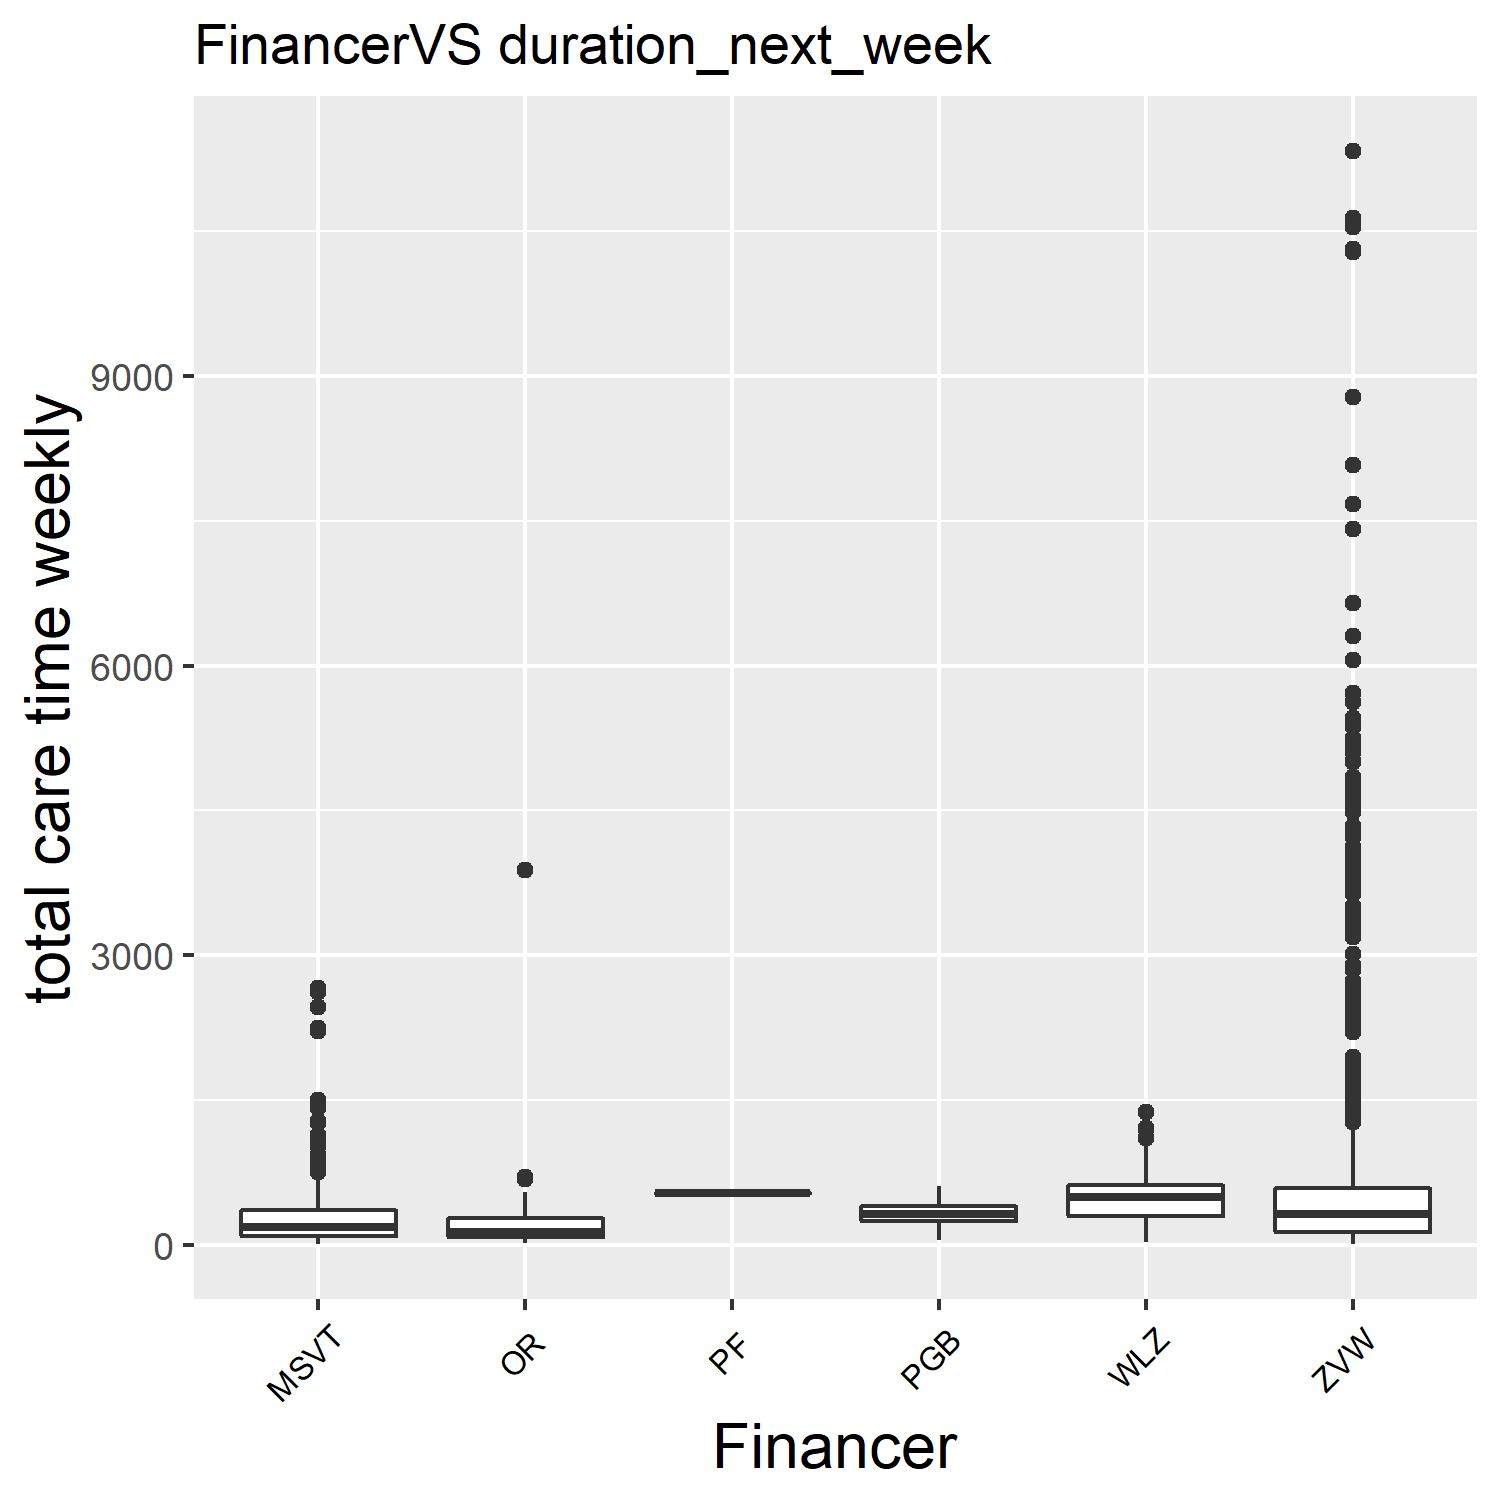 FinancerVS duration_next_week
total care time weekly
9000
6000
3000
0
MSVT
OR
PF
PGB
WLZ
ZVW
Financer